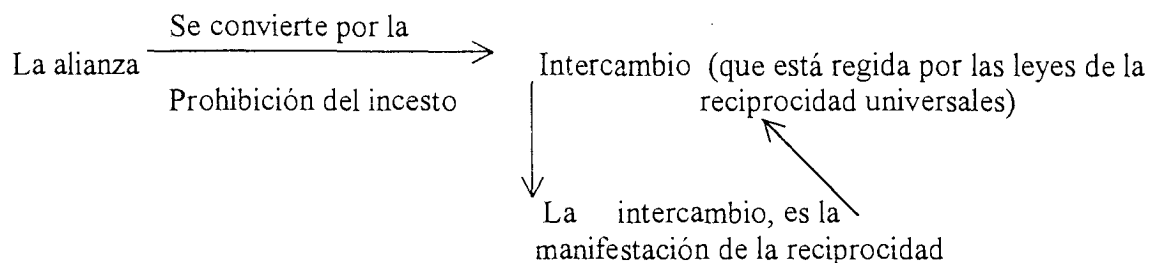 Se convierte por la
La alianza
Intercambio (que está regida por las leyes de la
Prohibición del incesto
reciprocidad universales)
La intercambio, es la
manifestación de la reciprocidad